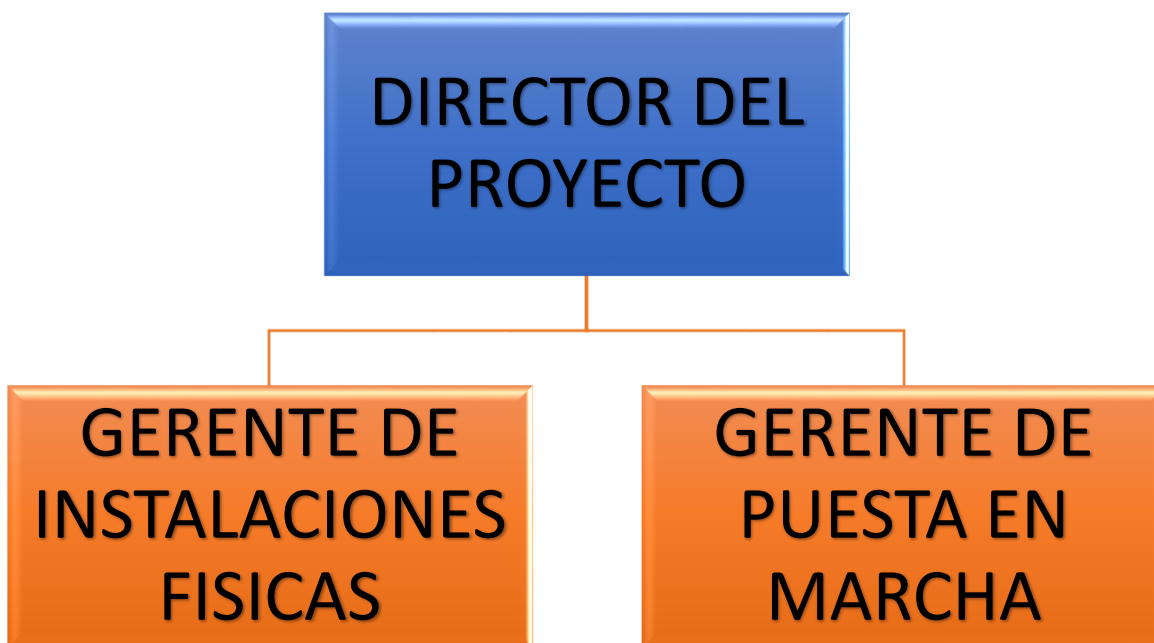 DIRECTOR DEL
PROYECTO
GERENTE DE
INSTALACIONES
FISICAS
GERENTE DE
PUESTA EN
MARCHA